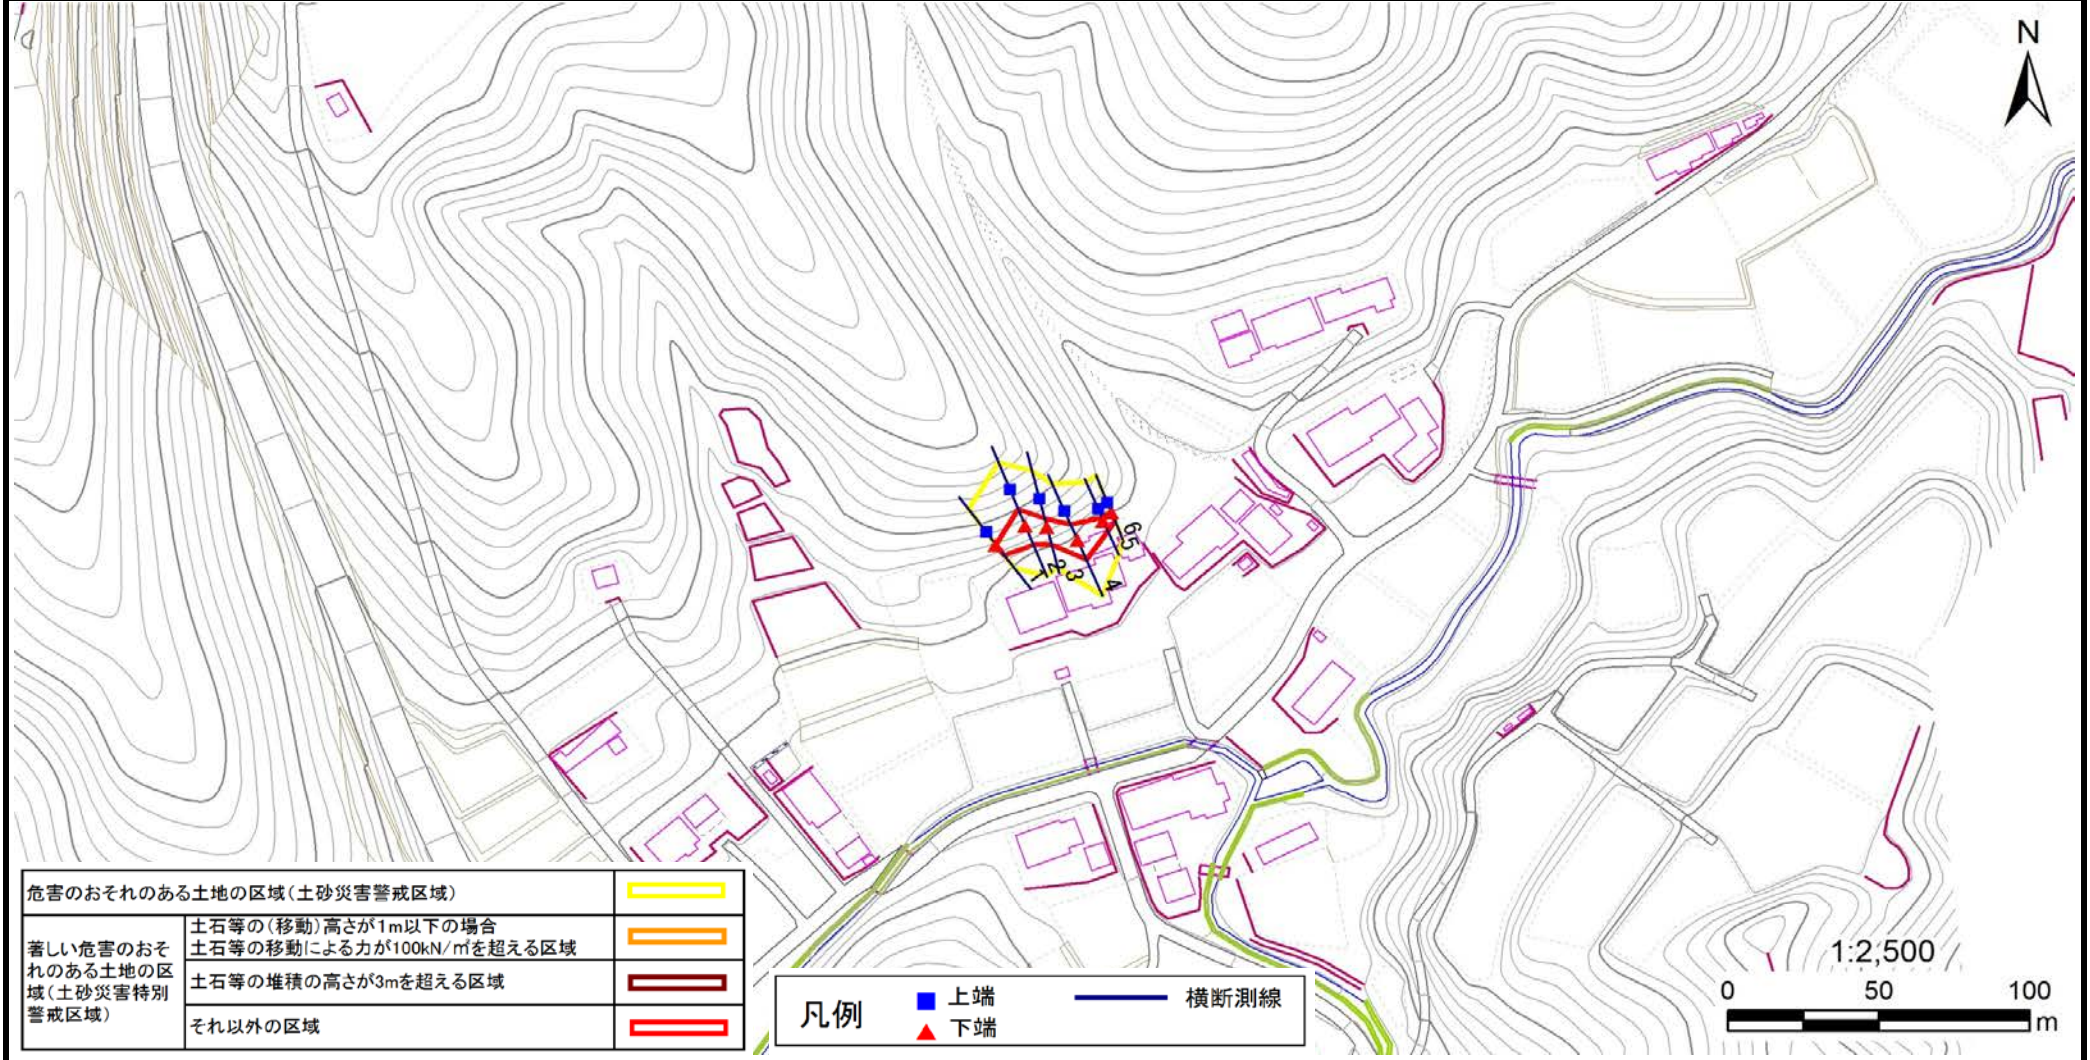 N
1
2
3
4
65
危害のおそれのある土地の区域(土砂災害警戒区域)
著しい危害のおそ
れのある土地の区
域(土砂災害特別
警戒区域)
土石等の(移動)高さが1m以下の場合
土石等の移動による力が100kN/㎡を超える区域
土石等の堆積の高さが3mを超える区域
それ以外の区域
凡例
上端
下端
横断測線
1:2,500
0 50 100
m